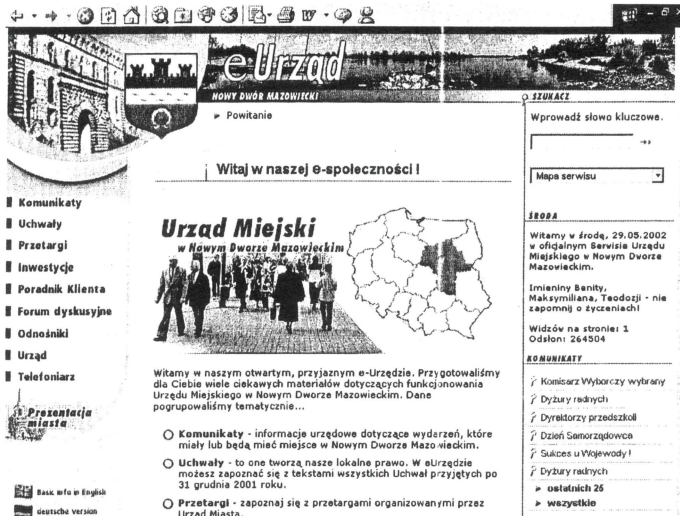 eUrząd
NOWY DWÓR MAZOWIECKI
Powitanie
Witaj w naszej e-społeczności !
Komunikaty
Uchwały
Przetargi
Inwestycje
Poradnik Klienta
Forum dyskusyjne
Odnośniki
Urząd
Telefoniarz
Prezentacja
miasta
Basic info in English
deutsche version
Urząd Miejski
w Nowym Dworze Mazowieckim
Witamy w naszym otwartym, przyjaznym e-Urzędzie. Przygotowaliśmy
dla Ciebie wiele ciekawych materiałów dotyczących funkcjonowania
Urzędu Miejskiego w Nowym Dworze Mazowieckim. Dane
pogrupowaliśmy tematycznie...
Komunikaty - informacje urzędowe dotyczące wydarzeń, które
miały lub będą mieć miejsce w Nowym Dworze Mazowieckim.
Uchwały - to one tworzą nasze lokalne prawo. W eUrzędzie
możesz zapoznać się z tekstami wszystkich Uchwał przyjętych po
31 grudnia 2001 roku.
Przetargi - zapoznaj się z przetargami organizowanymi przez
Urząd Miasta.
SZUKACZ
Wprowadź słowo kluczowe.
Mapa serwisu
ŚRODA
Witamy w środę, 29.05.2002
w oficjalnym Serwisie Urzędu
Miejskiego w Nowym Dworze
Mazowieckim.
Imieniny Benity,
Maksymiliana, Teodozji - nie
zapomnij o życzeniach!
Widzów na stronie: 1
Odsłon: 264504
KOMUNIKATY
Komisarz Wyborczy wybrany
Dyżury radnych
Dyrektorzy przedszkoli
Dzień Samorządowca
Sukces u Wojewody !
Dyżury radnych
ostatnich 25
wszystkie